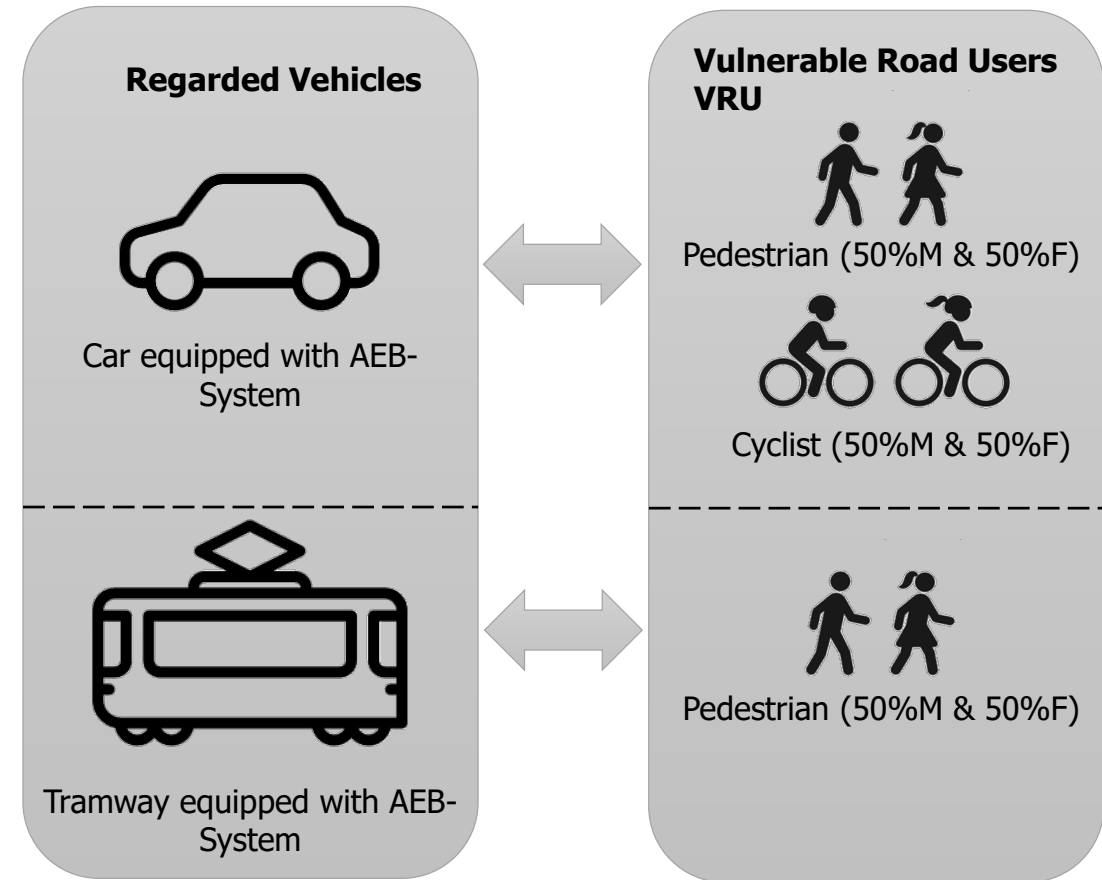 Regarded Vehicles
Car equipped with AEB-
System
Tramway equipped with AEB-
System
Vulnerable Road Users
VRU
Pedestrian (50%M & 50%F)
Cyclist (50%M & 50%F)
Pedestrian (50%M & 50%F)